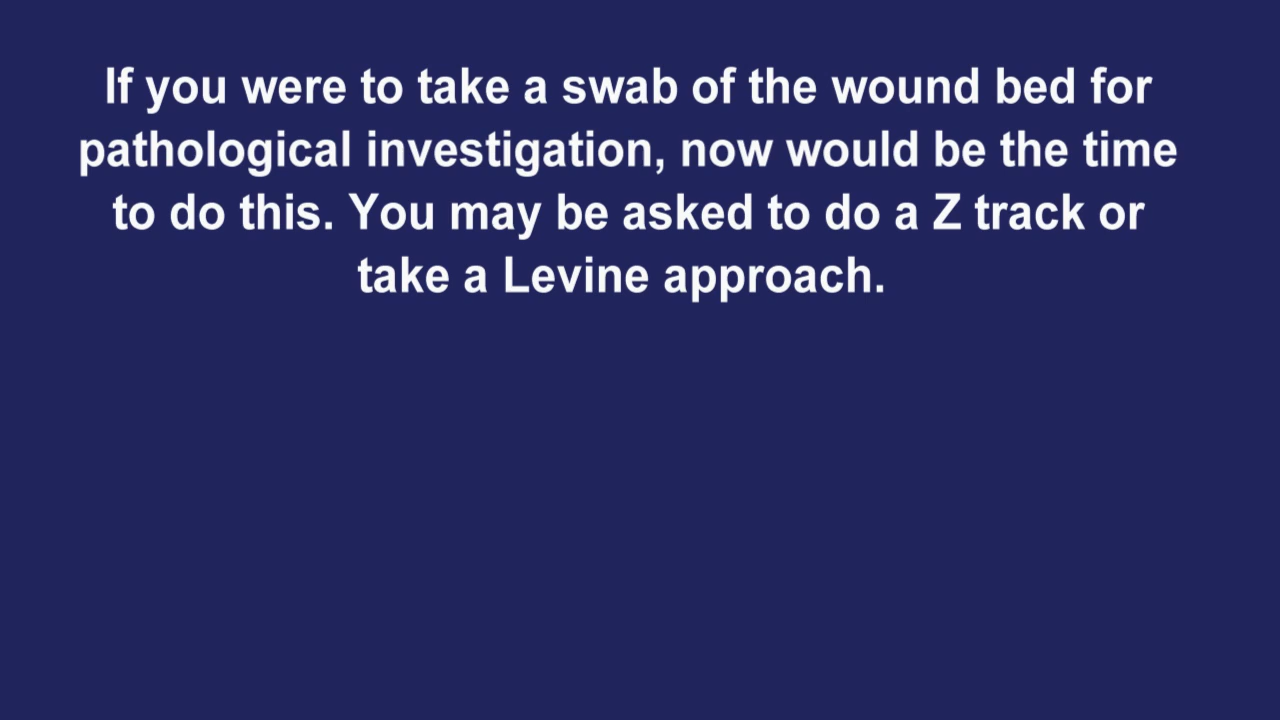 If you were to take a swab of the wound bed for
pathological investigation, now would be the time
to do this. You may be asked to do a Z track or
take a Levine approach.